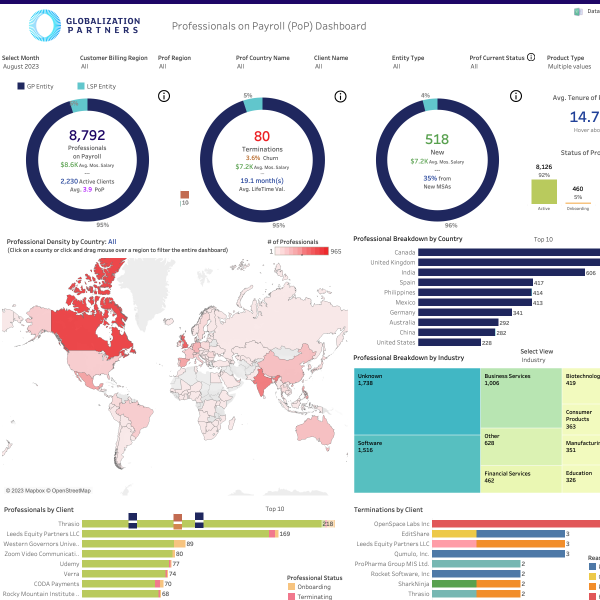 GLOBALIZATION
PARTNERS
Professionals on Payroll (PoP) Dashboard
Data
Select Month
August 2023
Customer Billing Region
All
Prof Region
All
Prof Country Name
All
Client Name
All
Entity Type
All
Prof Current Status
All
Product Type
Multiple values
GP Entity
LSP Entity
8,792
Professionals
on Payroll
$8.6K Avg. Mos. Salary
2,230 Active Clients
Avg. 3.9 PoP
95%
10
5%
80
Terminations
3.6% Churn
$7.2K Avg. Mos. Salary
19.1 month(s)
Avg. LifeTime Val.
95%
4%
518
New
$7.2K Avg. Mos. Salary
35% from
New MSAs
96%
Avg. Tenure of
14.7
Hover abo
Status of Pro
8,126
92%
Active
460
5%
Onboarding
Professional Density by Country: All
(Click on a country or click and drag mouse over a region to filter the entire dashboard)
# of Professionals
1
965
© 2023 Mapbox © OpenStreetMap
Professional Breakdown by Country
Top 10
Canada
United Kingdom
India
606
Spain
417
Philippines
414
Mexico
413
Germany
341
Australia
292
China
282
United States
228
Professional Breakdown by Industry
Select View
Industry
Unknown
1,738
Software
1,516
Business Services
1,006
Other
628
Financial Services
462
Biotechnolog
419
Consumer
Products
363
Manufacturin
351
Education
326
Professionals by Client
Top 10
Thrasio
218
Leeds Equity Partners LLC
169
Western Governors Unive...
89
Zoom Video Communicati...
80
Udemy
77
Verra
74
CODA Payments
70
Rocky Mountain Institute...
68
Professional Status
Onboarding
Terminating
Terminations by Client
OpenSpace Labs Inc
EditShare
3
Leeds Equity Partners LLC
3
Qumulo, Inc.
3
ProPharma Group MIS Ltd.
2
Rocket Software, Inc
2
SharkNinja
2
Thrasio
2
Reas